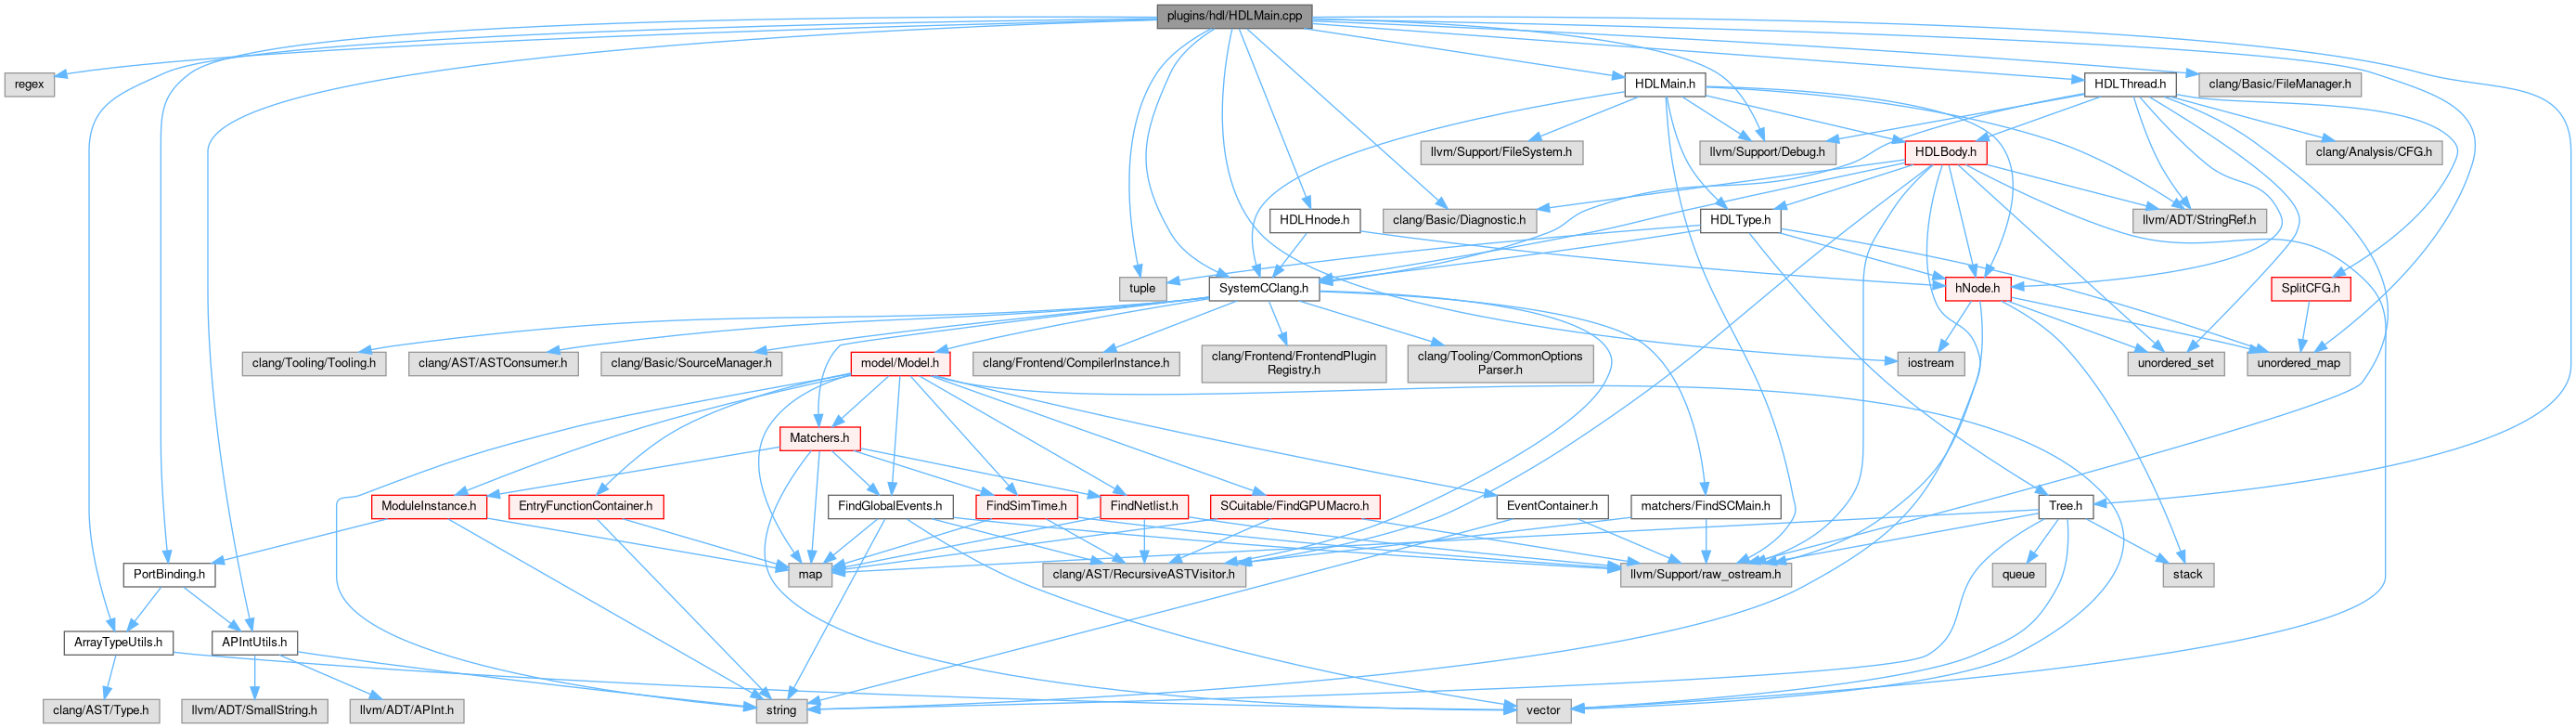 plugins/hdl/HDLMain.cpp
regex
HDLMain.h
HDLThread.h
clang/Basic/FileManager.h
llvm/Support/FileSystem.h
llvm/Support/Debug.h
HDLBody.h
clang/Analysis/CFG.h
HDLHnode.h
clang/Basic/Diagnostic.h
HDLType.h
llvm/ADT/StringRef.h
tuple
SystemCClang.h
hNode.h
SplitCFG.h
clang/Tooling/Tooling.h
clang/AST/ASTConsumer.h
clang/Basic/SourceManager.h
model/Model.h
clang/Frontend/CompilerInstance.h
clang/Frontend/FrontendPlugin
Registry.h
clang/Tooling/CommonOptions
Parser.h
iostream
unordered_set
unordered_map
Matchers.h
ModuleInstance.h
EntryFunctionContainer.h
FindGlobalEvents.h
FindSimTime.h
FindNetlist.h
SCuitable/FindGPUMacro.h
EventContainer.h
matchers/FindSCMain.h
Tree.h
PortBinding.h
map
clang/AST/RecursiveASTVisitor.h
llvm/Support/raw_ostream.h
queue
stack
ArrayTypeUtils.h
APIntUtils.h
clang/AST/Type.h
llvm/ADT/SmallString.h
llvm/ADT/APInt.h
string
vector